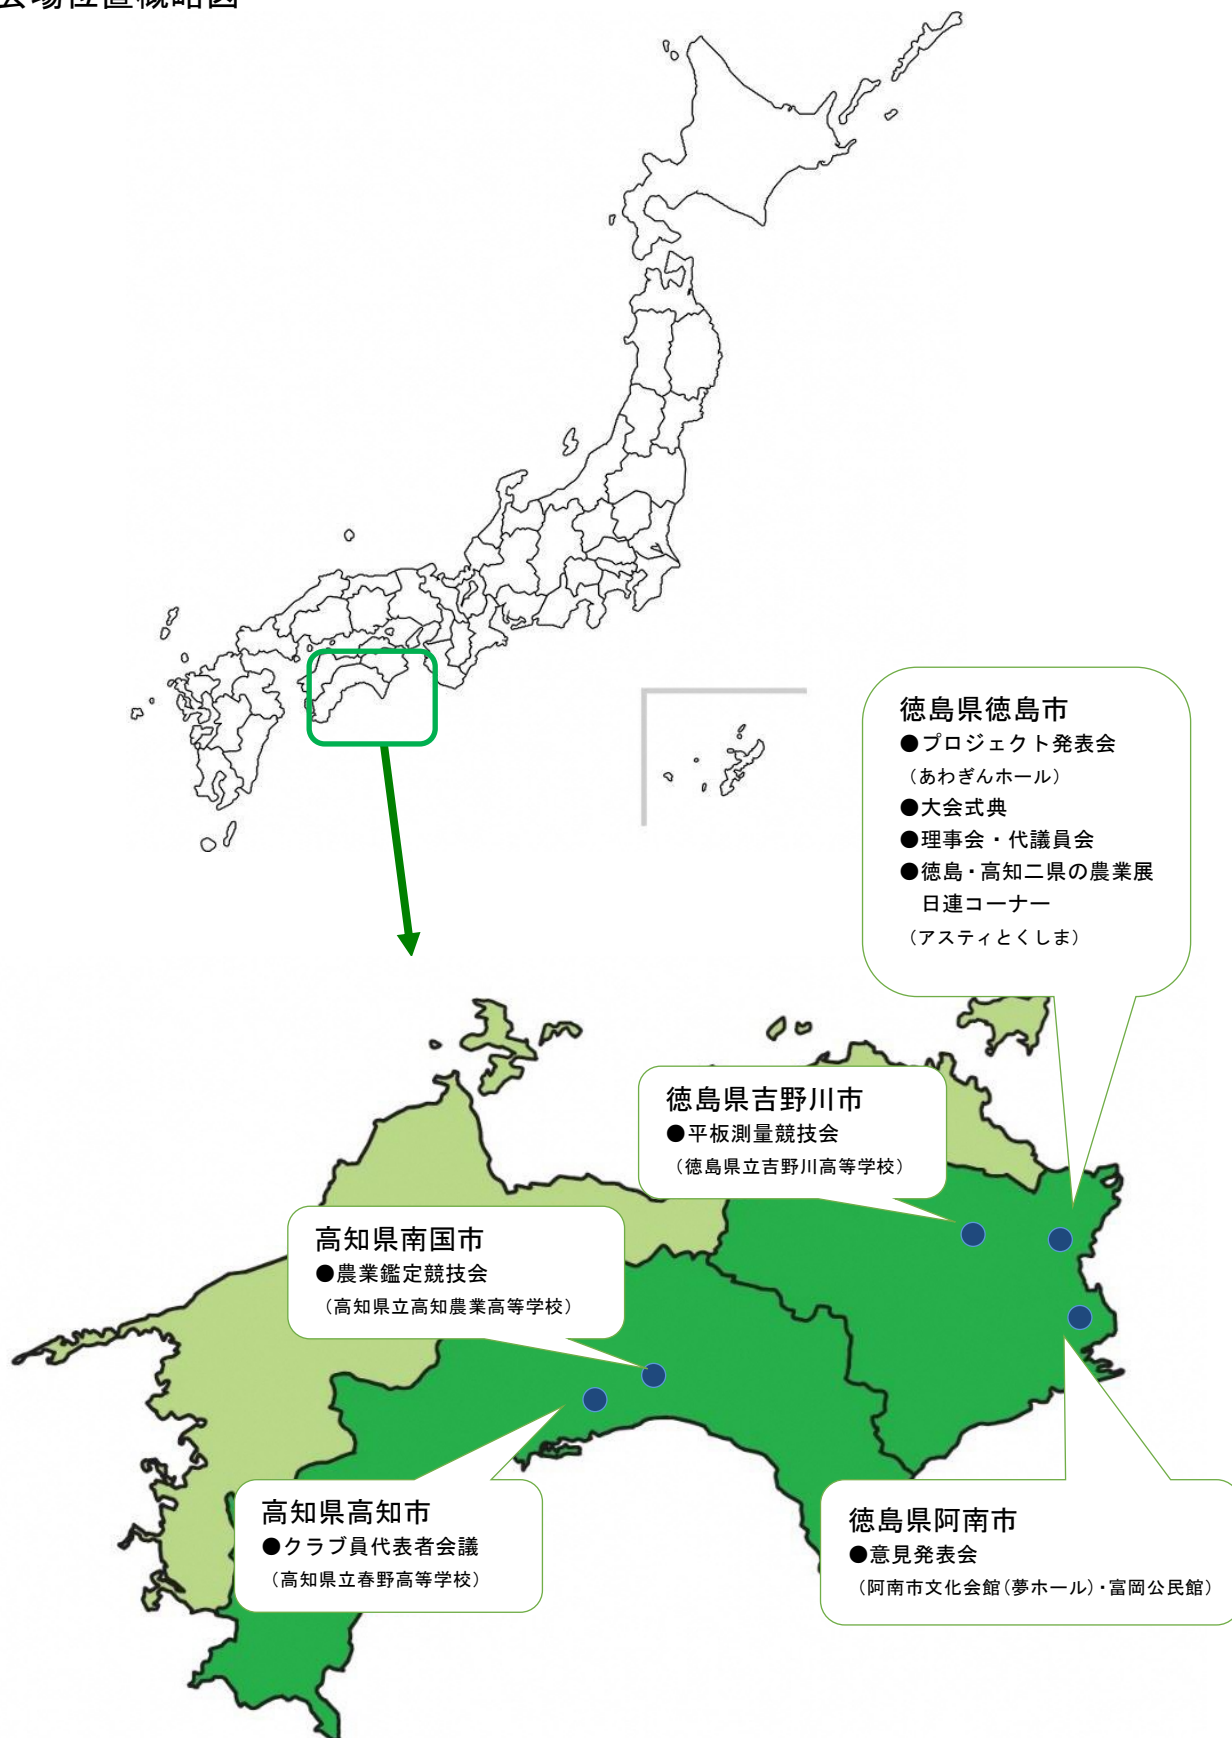 会場位置概略図
徳島県徳島市
●プロジェクト発表会
（あわぎんホール）
●大会式典
●理事会・代議員会
●徳島・高知二県の農業展
日連コーナー
（アスティとくしま）
徳島県吉野川市
●平板測量競技会
（徳島県立吉野川高等学校）
高知県南国市
●農業鑑定競技会
（高知県立高知農業高等学校）
高知県高知市
●クラブ員代表者会議
（高知県立春野高等学校）
徳島県阿南市
●意見発表会
（阿南市文化会館(夢ホール)・富岡公民館）